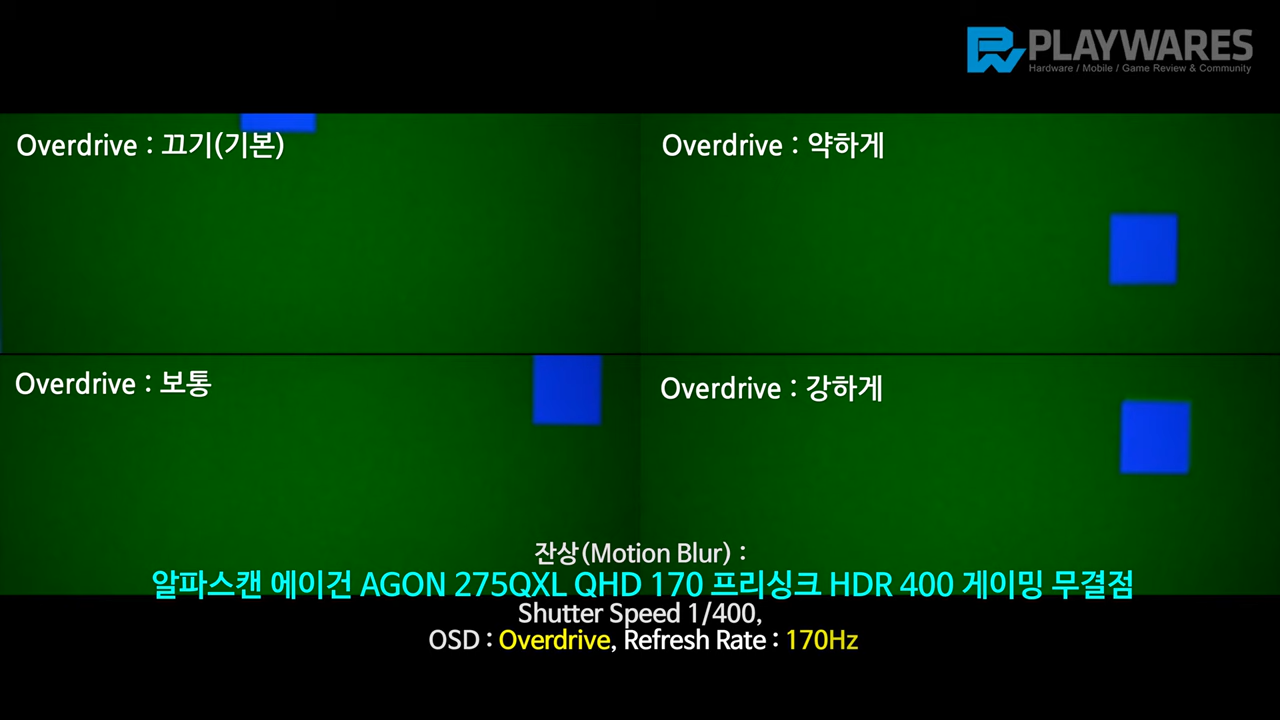 PLAYWARES
Hardware / Mobile / Game Review & Community
Overdrive : 끄기(기본)
Overdrive : 약하게
Overdrive : 보통
Overdrive : 강하게
잔상(Motion Blur) :
알파스캔 에이건 AGON 275QXL QHD 170 프리싱크 HDR 400 게이밍 무결점
Shutter Speed 1/400,
OSD : Overdrive, Refresh Rate : 170Hz